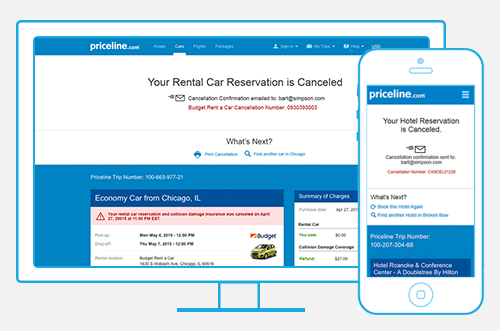 priceline.com
Hotels Cars Flights Packages Sign in My Trips Help USD
Your Rental Car Reservation is Canceled
Cancellation Confirmation emailed to: bart@simpson.com
Budget Rent a Car Cancellation Number: 0930393003
What's Next?
Print Cancellation Find another car in Chicago
Priceline Trip Number: 100-663-977-21
Economy Car from Chicago, IL
Your rental car reservation and collision damage insurance was canceled on April
27, 2015 at 11:00 PM EST.
Pick-up: Mon May 4, 2015 - 12:00 PM
Drop-off: Thu May 7, 2015 - 12:00 PM
Budget
Rental location: Budget Rent a Car
1830 S Wabash Ave, Chicago, IL 60616
Summary of Charges
Purchase date: Apr 27, 201
Rental Car
You owe: $0.00
Collision Damage Coverage
Refund: $27.00
priceline.com
Your Hotel Reservation
is Canceled.
Cancellation confirmation sent to:
bart@simpson.com
Cancellation Number: CANCEL01238
What's Next?
Book this Hotel Again
Find another Hotel in Broken Bow
Priceline Trip Number:
100-207-304-68
Hotel Roanoke & Conference
Center - A Doubletree By Hilton